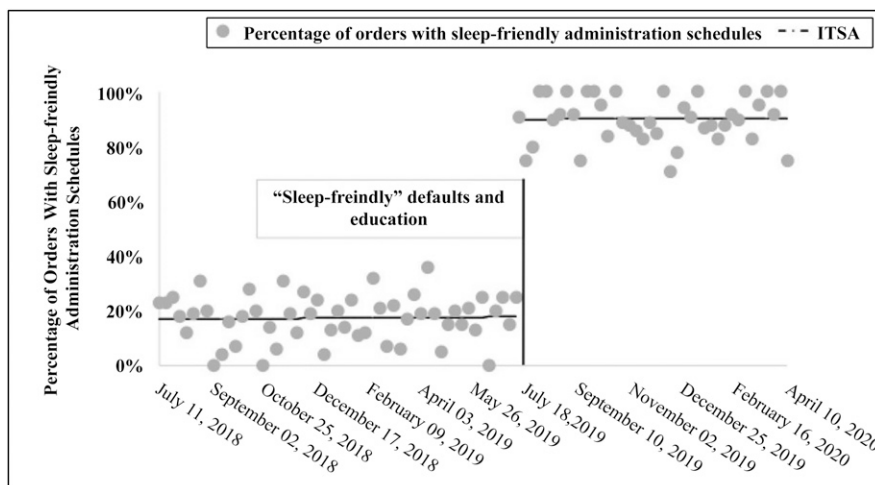 Percentage of orders with sleep-friendly administration schedules
ITSA
Percentage of Orders With Sleep-freindly
Administration Schedules
100%
80%
60%
40%
20%
0%
“Sleep-freindly” defaults and
education
July 11, 2018
September 02, 2018
October 25, 2018
December 17, 2018
February 09, 2019
April 03, 2019
May 26, 2019
July 18,2019
September 10, 2019
November 02, 2019
December 25, 2019
February 16, 2020
April 10, 2020